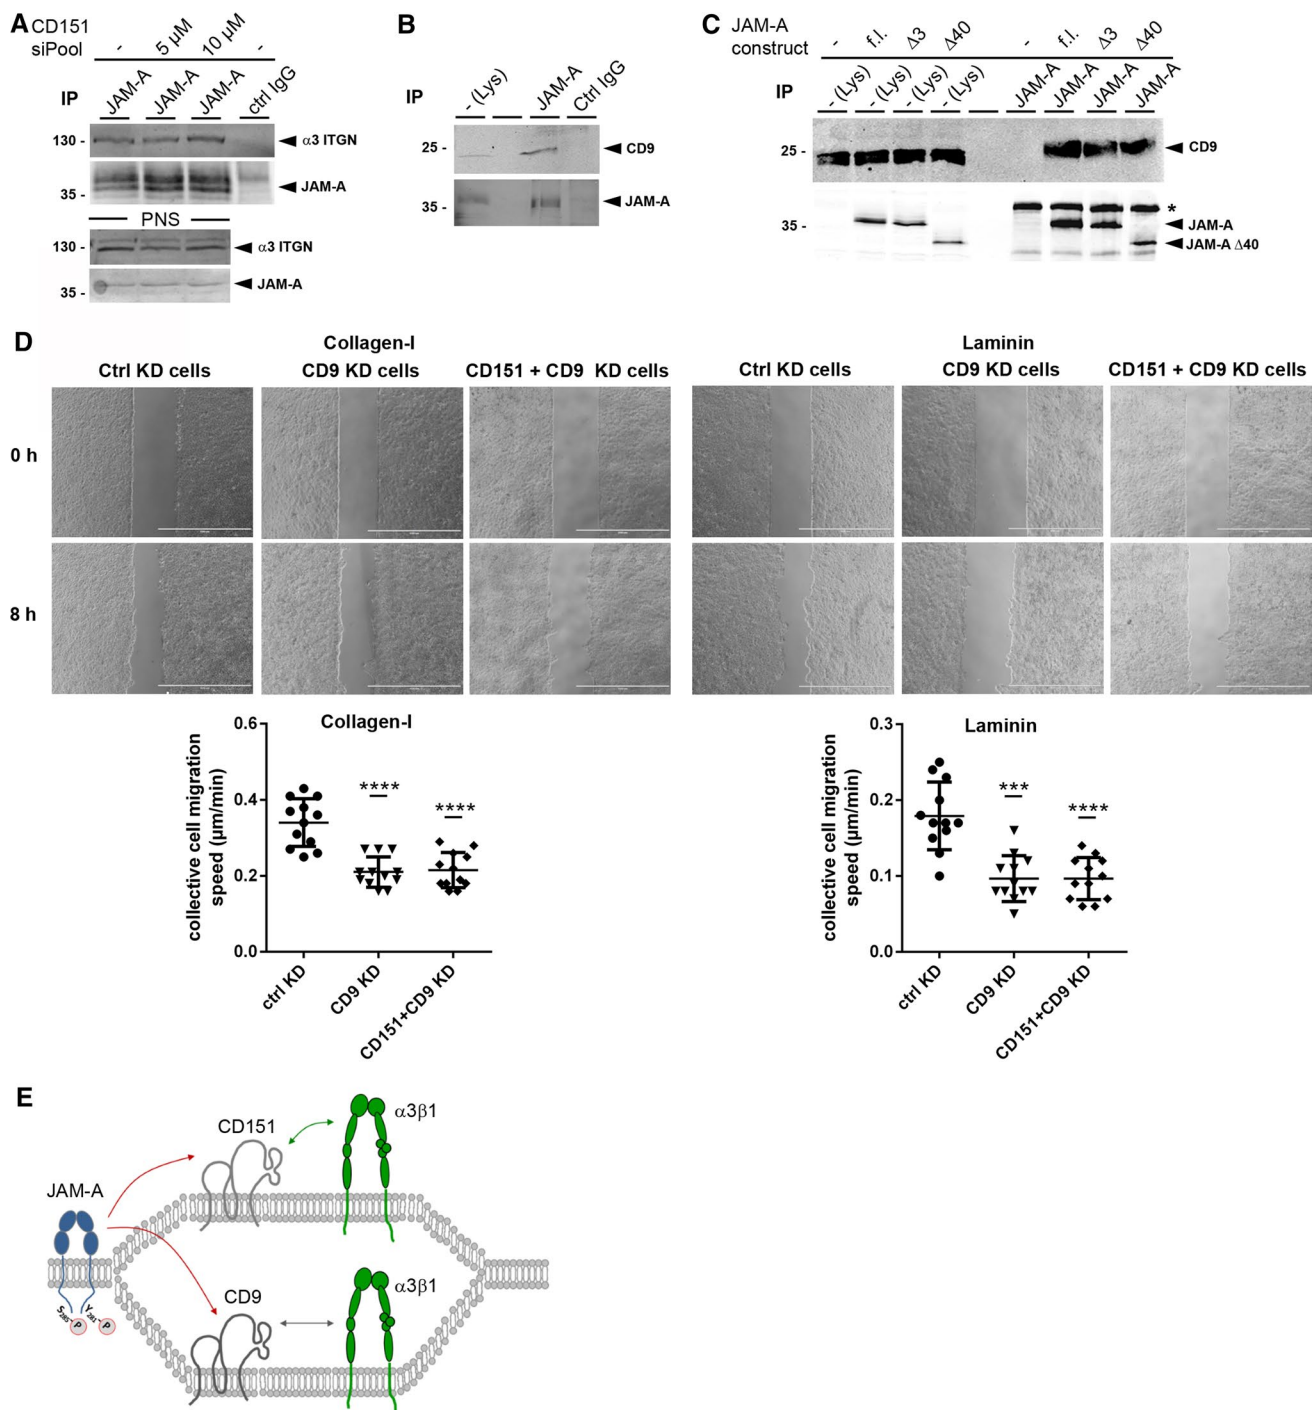 A
CD151
siPool
- 5 µM 10 µM -
IP JAM-A JAM-A JAM-A ctrl IgG
130 - α3 ITGN
35 - JAM-A
PNS
130 - α3 ITGN
35 - JAM-A
B
IP - (Lys) JAM-A Ctrl IgG
25 - CD9
35 - JAM-A
C
JAM-A
construct
- f.l. Δ3 Δ40 - f.l. Δ3 Δ40
IP - (Lys) - (Lys) - (Lys) - (Lys) JAM-A JAM-A JAM-A JAM-A
25 - CD9
*
35 - JAM-A
JAM-A Δ40
D
Collagen-I Laminin
Ctrl KD cells CD9 KD cells CD151 + CD9 KD cells Ctrl KD cells CD9 KD cells CD151 + CD9 KD cells
0 h
8 h
Collagen-I
collective cell migration
speed (µm/min)
0.6
0.4
0.2
0.0
**** ****
ctrl KD CD9 KD CD151+CD9 KD
Laminin
collective cell migration
speed (µm/min)
0.3
0.2
0.1
0.0
*** ****
ctrl KD CD9 KD CD151+CD9 KD
E
CD151 α3β1
JAM-A
S285 P Y281 P
CD9 α3β1